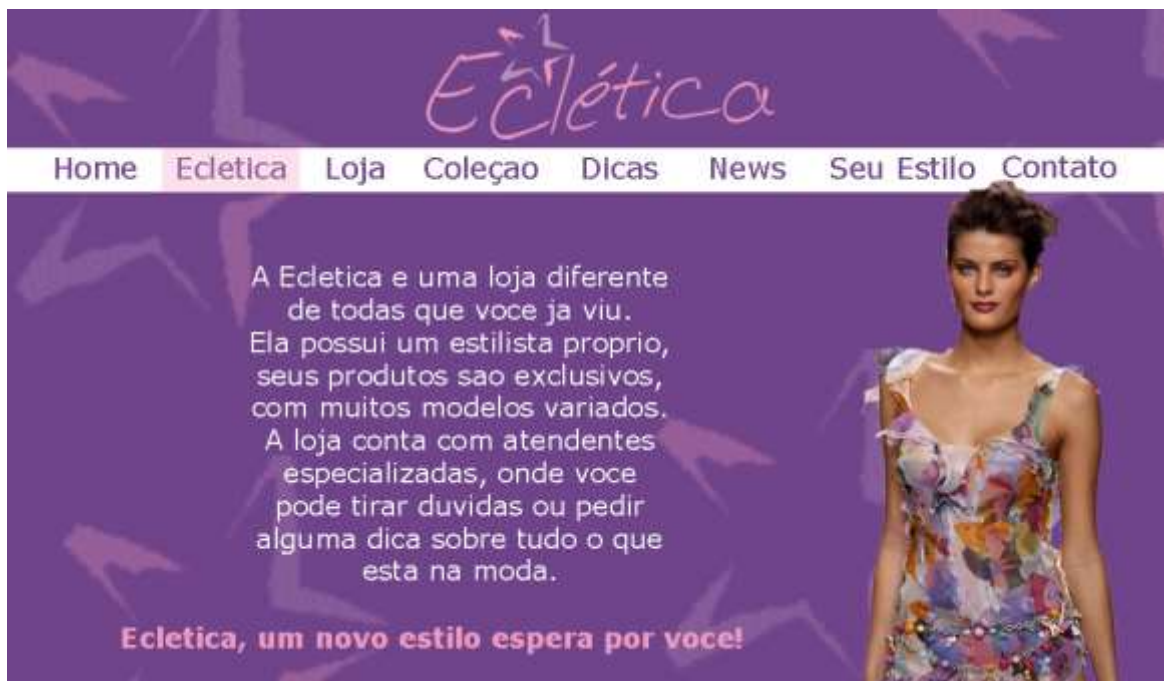 Eclética
Home Ecletica Loja Coleçao Dicas News Seu Estilo Contato
A Ecletica e uma loja diferente
de todas que voce ja viu.
Ela possui um estilista proprio,
seus produtos sao exclusivos,
com muitos modelos variados.
A loja conta com atendentes
especializadas, onde voce
pode tirar duvidas ou pedir
alguma dica sobre tudo o que
esta na moda.
Ecletica, um novo estilo espera por voce!